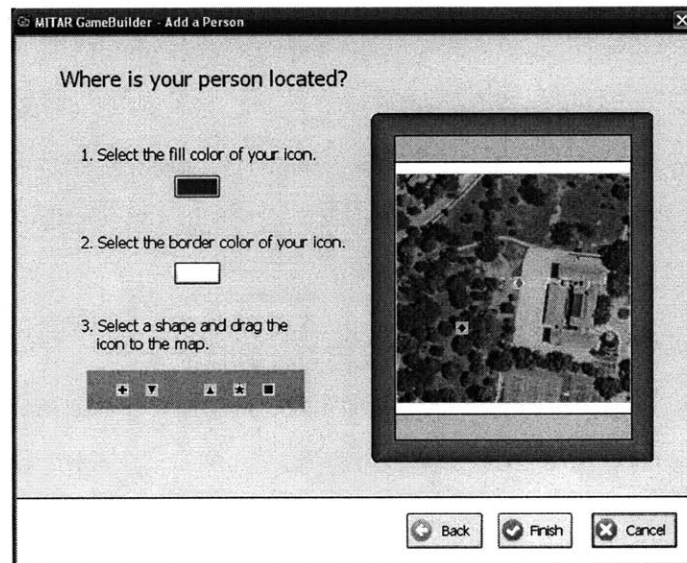 MITAR GameBuilder - Add a Person
Where is your person located?
1. Select the fill color of your icon.
2. Select the border color of your icon.
3. Select a shape and drag the
icon to the map.
Back
Finish
Cancel